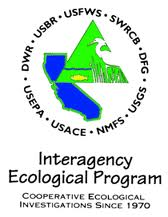 DWR · USBR · USFWS · SWRCB · DFG · USGS · NMFS · USACE · USEPA ·
Interagency
Ecological Program
COOPERATIVE ECOLOGICAL
INVESTIGATIONS SINCE 1970